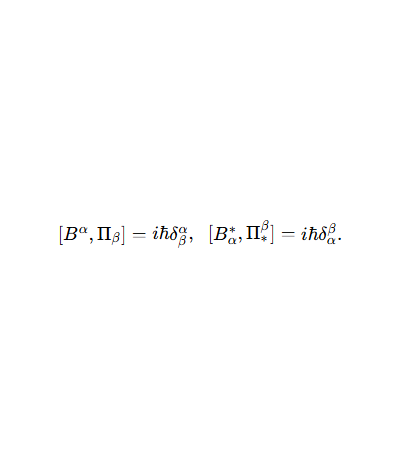 [B^α, Π_β] = iħδ^α_β, [B^*_α, Π^β_*] = iħδ^β_α.